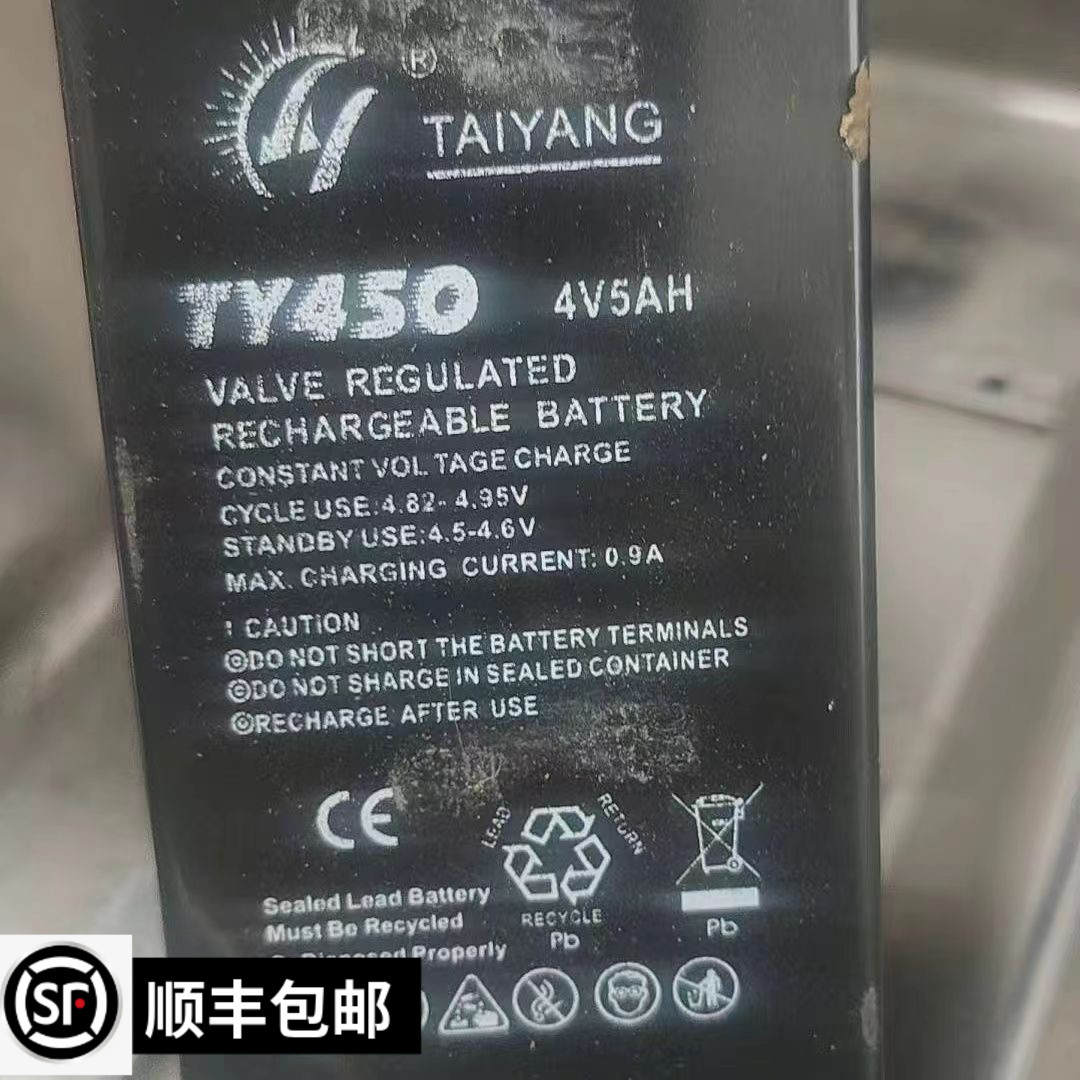 ®
TAIYANG
TY450 4V5AH
VALVE REGULATED
RECHARGEABLE BATTERY
CONSTANT VOL TAGE CHARGE
CYCLE USE:4.82-4.95V
STANDBY USE:4.5-4.6V
MAX. CHARGING CURRENT: 0.9A
! CAUTION
◎DO NOT SHORT THE BATTERY TERMINALS
◎DO NOT SHARGE IN SEALED CONTAINER
◎RECHARGE AFTER USE
CE
LEAD RETURN
RECYCLE
Pb
Pb
Sealed Lead Battery
Must Be Recycled
Disposed Properly
SF 顺丰包邮